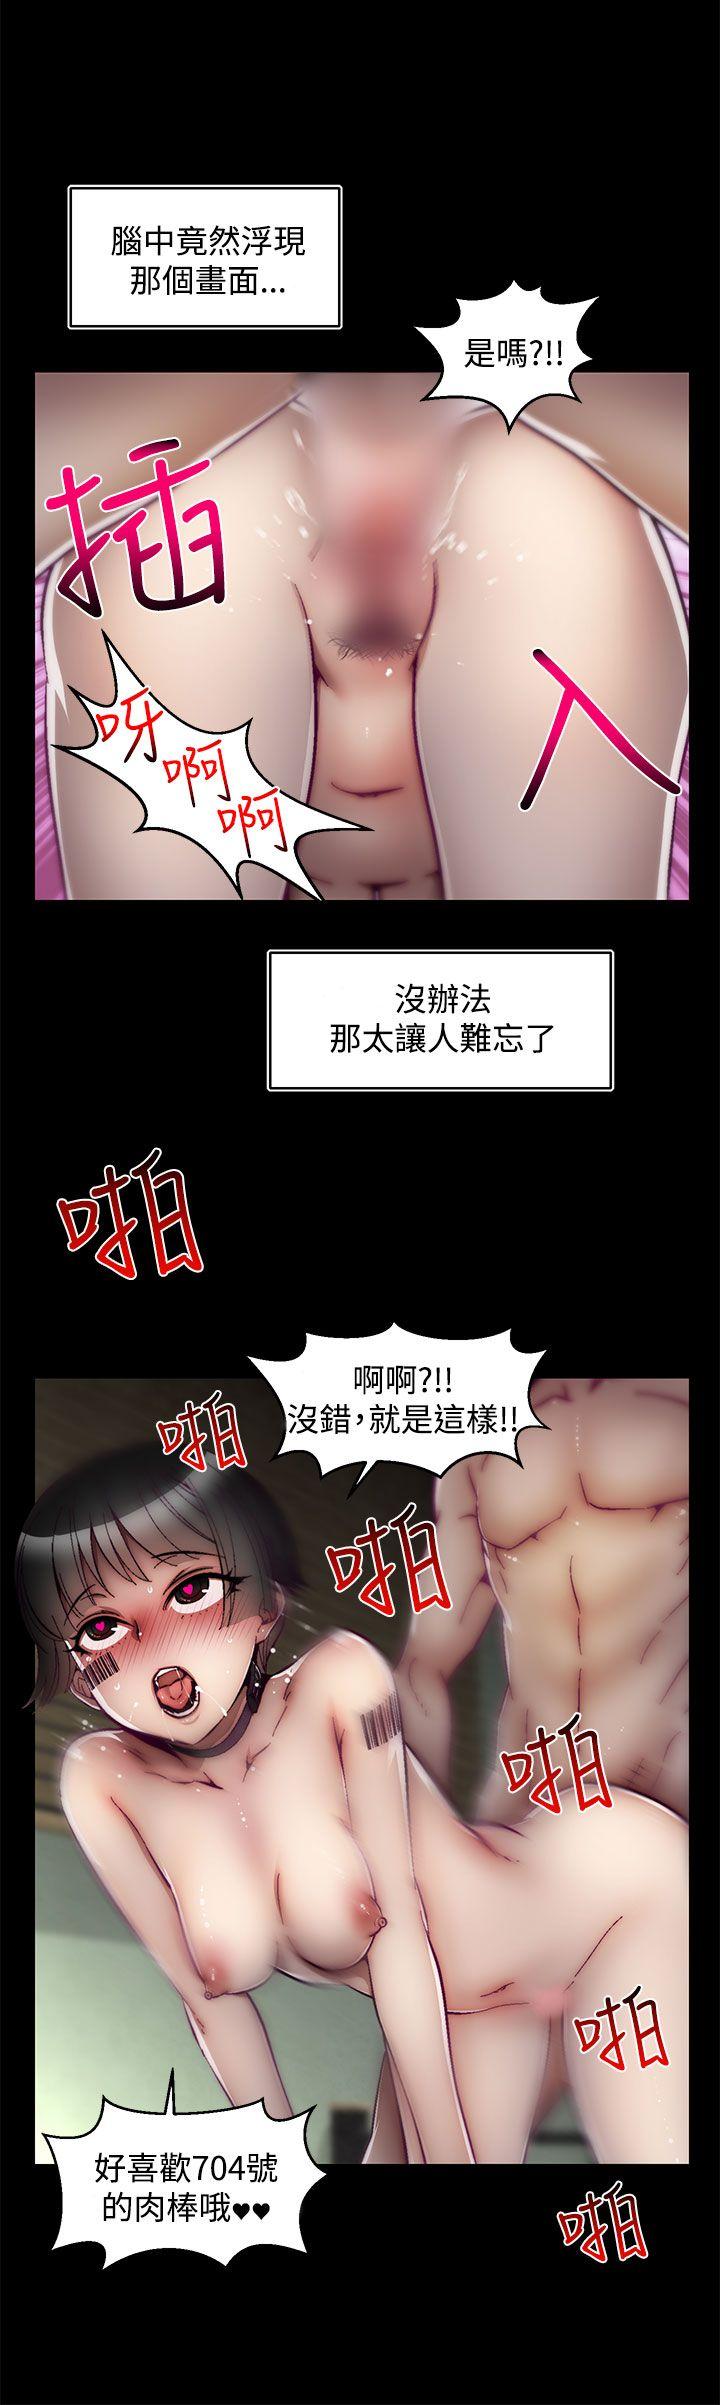 腦中竟然浮現
那個畫面...
是嗎?!!
插
入
呀
啊
啊
沒辦法
那太讓人難忘了
啪
啊啊?!!
沒錯，就是這樣!!
啪
啪
啪
啪
好喜歡704號
的肉棒哦♥♥
啪